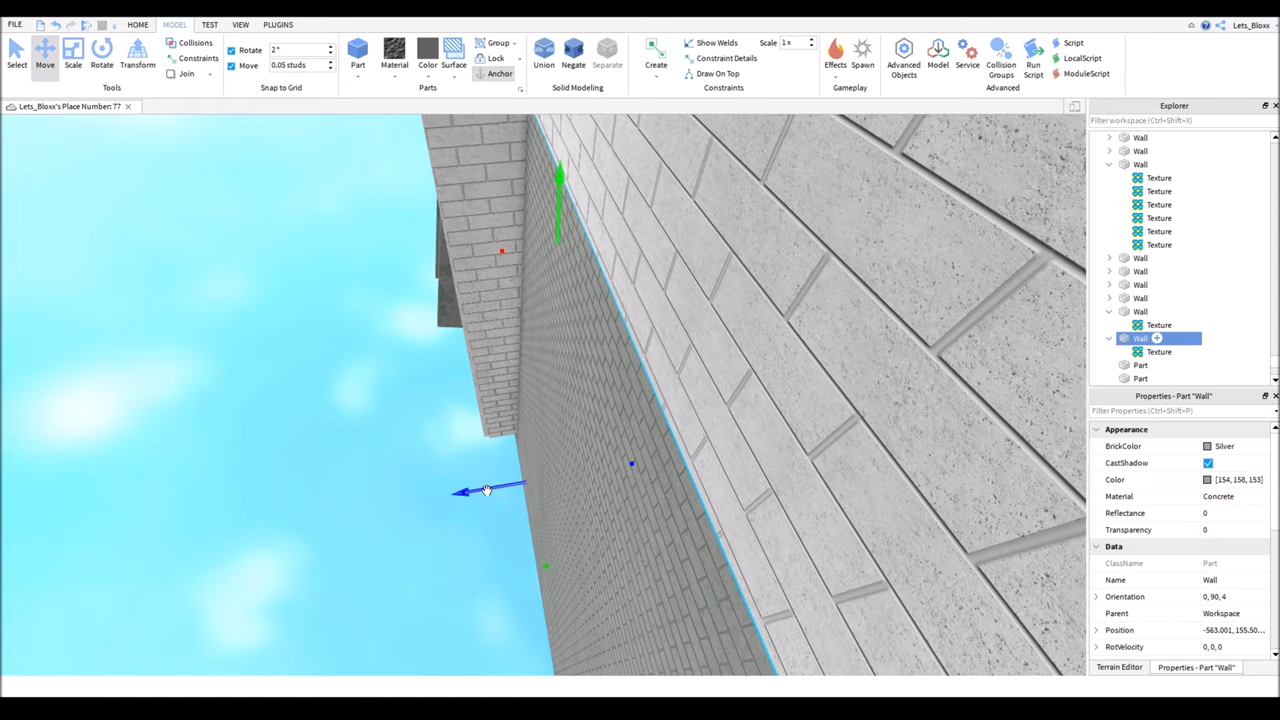 FILE HOME MODEL TEST VIEW PLUGINS Lets_Bloxx
Select Move Scale Rotate Transform
Collisions
Constraints
Join
Tools
Rotate 2°
Move 0.05 studs
Snap to Grid
Part Material Color Surface
Group
Lock
Anchor
Parts
Union Negate Separate
Solid Modeling
Create
Show Welds Scale 1x
Constraint Details
Draw On Top
Constraints
Effects Spawn
Gameplay
Advanced Objects
Model
Service
Collision Groups
Run Script
Script
LocalScript
ModuleScript
Advanced
Lets_Bloxx's Place Number: 77 ×
Explorer
Filter workspace (Ctrl+Shift+X)
Wall
Wall
Wall
Texture
Texture
Texture
Texture
Texture
Texture
Wall
Wall
Wall
Wall
Wall
Texture
Wall
Texture
Part
Part
Properties - Part "Wall"
Filter Properties (Ctrl+Shift+P)
Appearance
BrickColor Silver
CastShadow
Color [154, 158, 153]
Material Concrete
Reflectance 0
Transparency 0
Data
ClassName Part
Name Wall
Orientation 0, 90, 4
Parent Workspace
Position -563.001, 155.50...
RotVelocity 0, 0, 0
Terrain Editor Properties - Part "Wall"